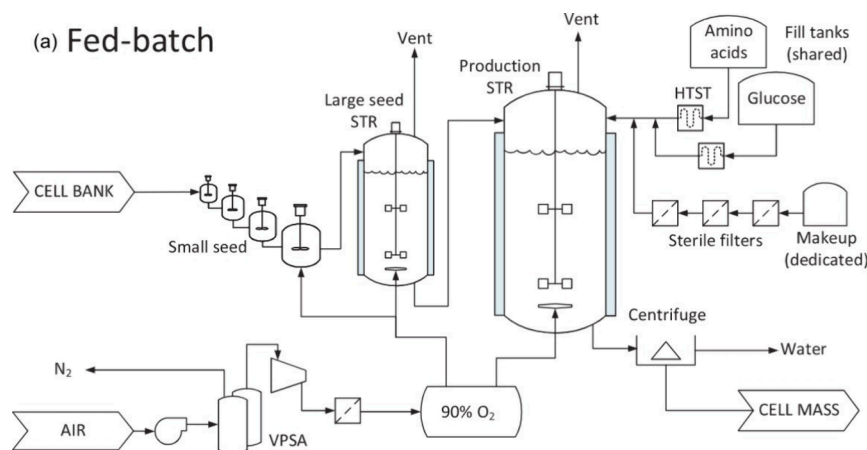 (a) Fed-batch
Vent
Vent
Large seed
STR
Production
STR
Amino
acids
Fill tanks
(shared)
HTST
Glucose
CELL BANK
Small seed
Sterile filters
Makeup
(dedicated)
Centrifuge
Water
N₂
AIR
VPSA
90% O₂
CELL MASS